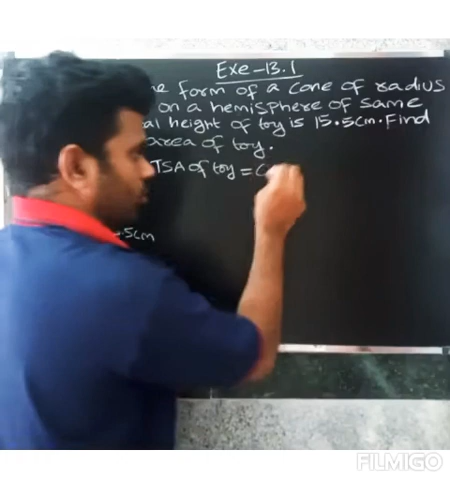 Exe-13.1
form of a cone of radius
on a hemisphere of same
height of toy is 15.5cm. Find
area of toy.
TSA of toy = C
.5cm
FILMIGO